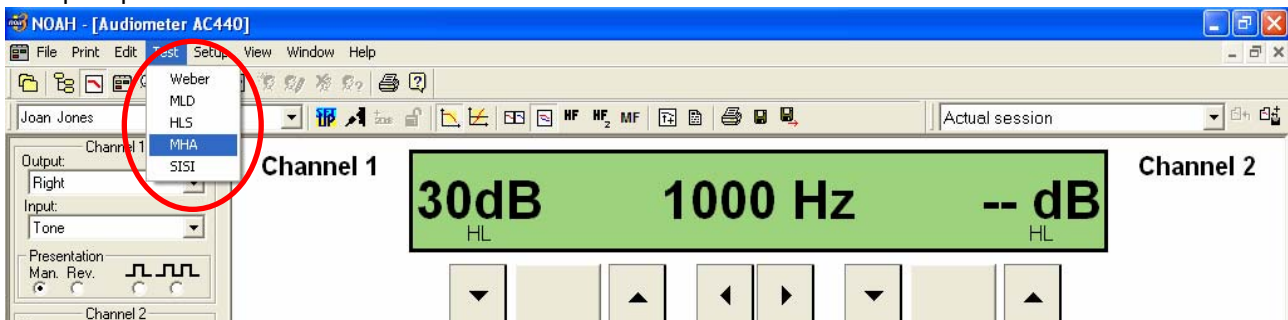 NOAH - [Audiometer AC440]
File Print Edit Test Setup View Window Help
Weber
MLD
HLS
MHA
SISI
Joan Jones
HF HF2 MF
Actual session
Channel 1
Output:
Right
Input:
Tone
Presentation
Man. Rev.
Channel 2
Channel 1
30dB 1000 Hz -- dB
HL HL
Channel 2